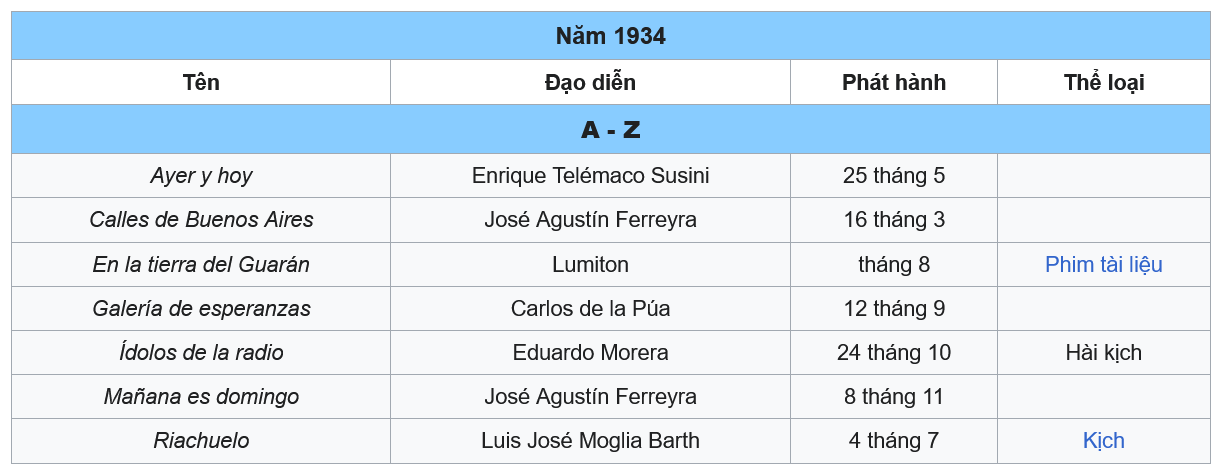 Năm 1934
Tên Đạo diễn Phát hành Thể loại
A - Z
Ayer y hoy Enrique Telémaco Susini 25 tháng 5
Calles de Buenos Aires José Agustín Ferreyra 16 tháng 3
En la tierra del Guarán Lumiton tháng 8 Phim tài liệu
Galería de esperanzas Carlos de la Púa 12 tháng 9
Ídolos de la radio Eduardo Morera 24 tháng 10 Hài kịch
Mañana es domingo José Agustín Ferreyra 8 tháng 11
Riachuelo Luis José Moglia Barth 4 tháng 7 Kịch